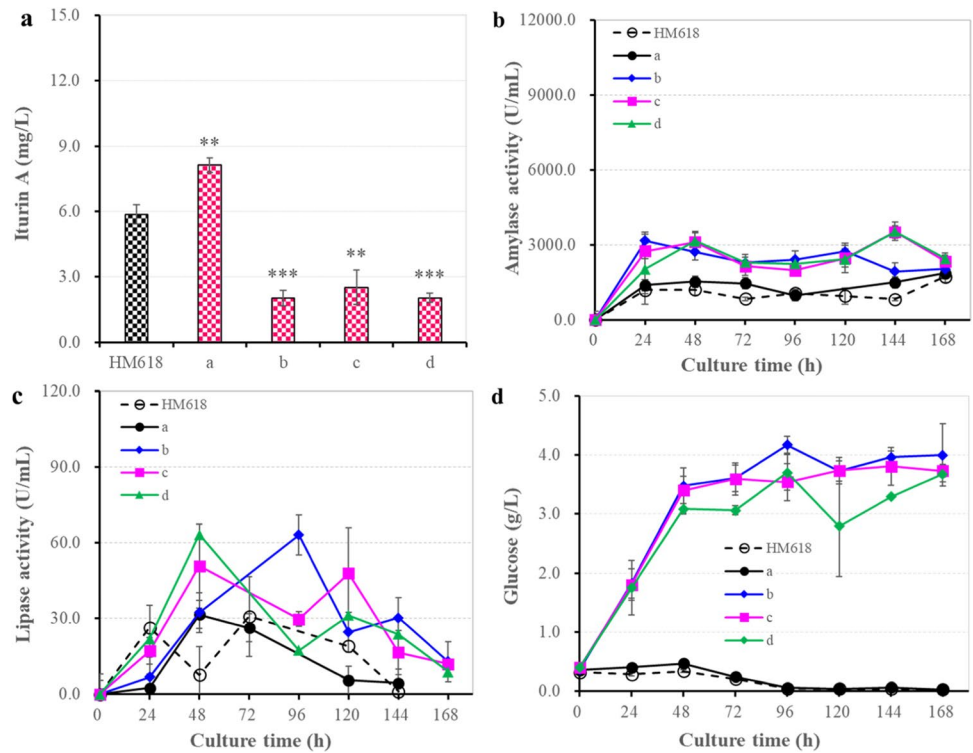 a
Iturin A (mg/L)
15.0
12.0
9.0
6.0
3.0
0.0
**
***
**
***
HM618 a b c d
b
Amylase activity (U/mL)
12000.0
9000.0
6000.0
3000.0
0.0
HM618
a
b
c
d
0 24 48 72 96 120 144 168
Culture time (h)
c
Lipase activity (U/mL)
120.0
90.0
60.0
30.0
0.0
HM618
a
b
c
d
0 24 48 72 96 120 144 168
Culture time (h)
d
Glucose (g/L)
5.0
4.0
3.0
2.0
1.0
0.0
HM618
a
b
c
d
0 24 48 72 96 120 144 168
Culture time (h)